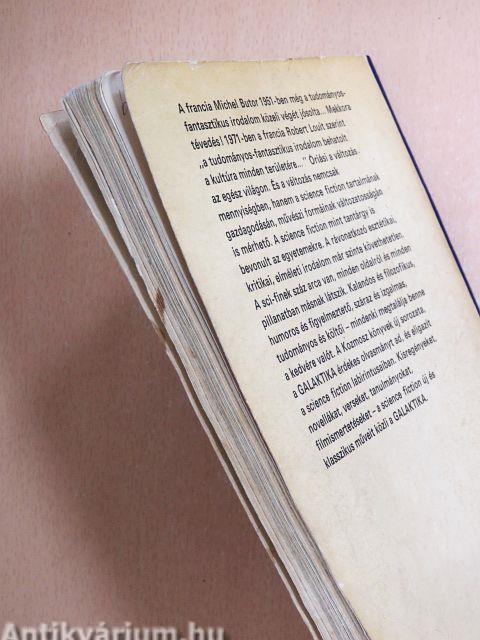 A francia Michel Butor 1951-ben még a tudományos-
fantasztikus irodalom közeli végét jósolta... Mekkora
tévedés! 1971-ben a francia Robert Louit szerint
„a tudományos-fantasztikus irodalom behatolt
a kultúra minden területére..." Óriási a változás
az egész világon. És a változás nemcsak
mennyiségben, hanem a science fiction tartalmának
gazdagodásán, művészi formáinak változatosságán
is mérhető. A science fiction mint tantárgy is
bevonult az egyetemekre. A rávonatkozó esztétikai,
kritikai, elméleti irodalom már szinte követhetetlen.
A sci-finek száz arca van, minden oldalról és minden
pillanatban másnak látszik. Kalandos és filozofikus,
humoros és figyelmeztető, száraz és izgalmas,
tudományos és költői – mindenki megtalálja benne
a kedvére valót. A Kozmosz könyvek új sorozata,
a GALAKTIKA érdekes olvasmányt ad, és eligazít
a science fiction labirintusaiban. Kisregényeket,
novellákat, verseket, tanulmányokat,
filmismertetéseket – a science fiction új és
klasszikus műveit közli a GALAKTIKA.
Antikvárium.hu